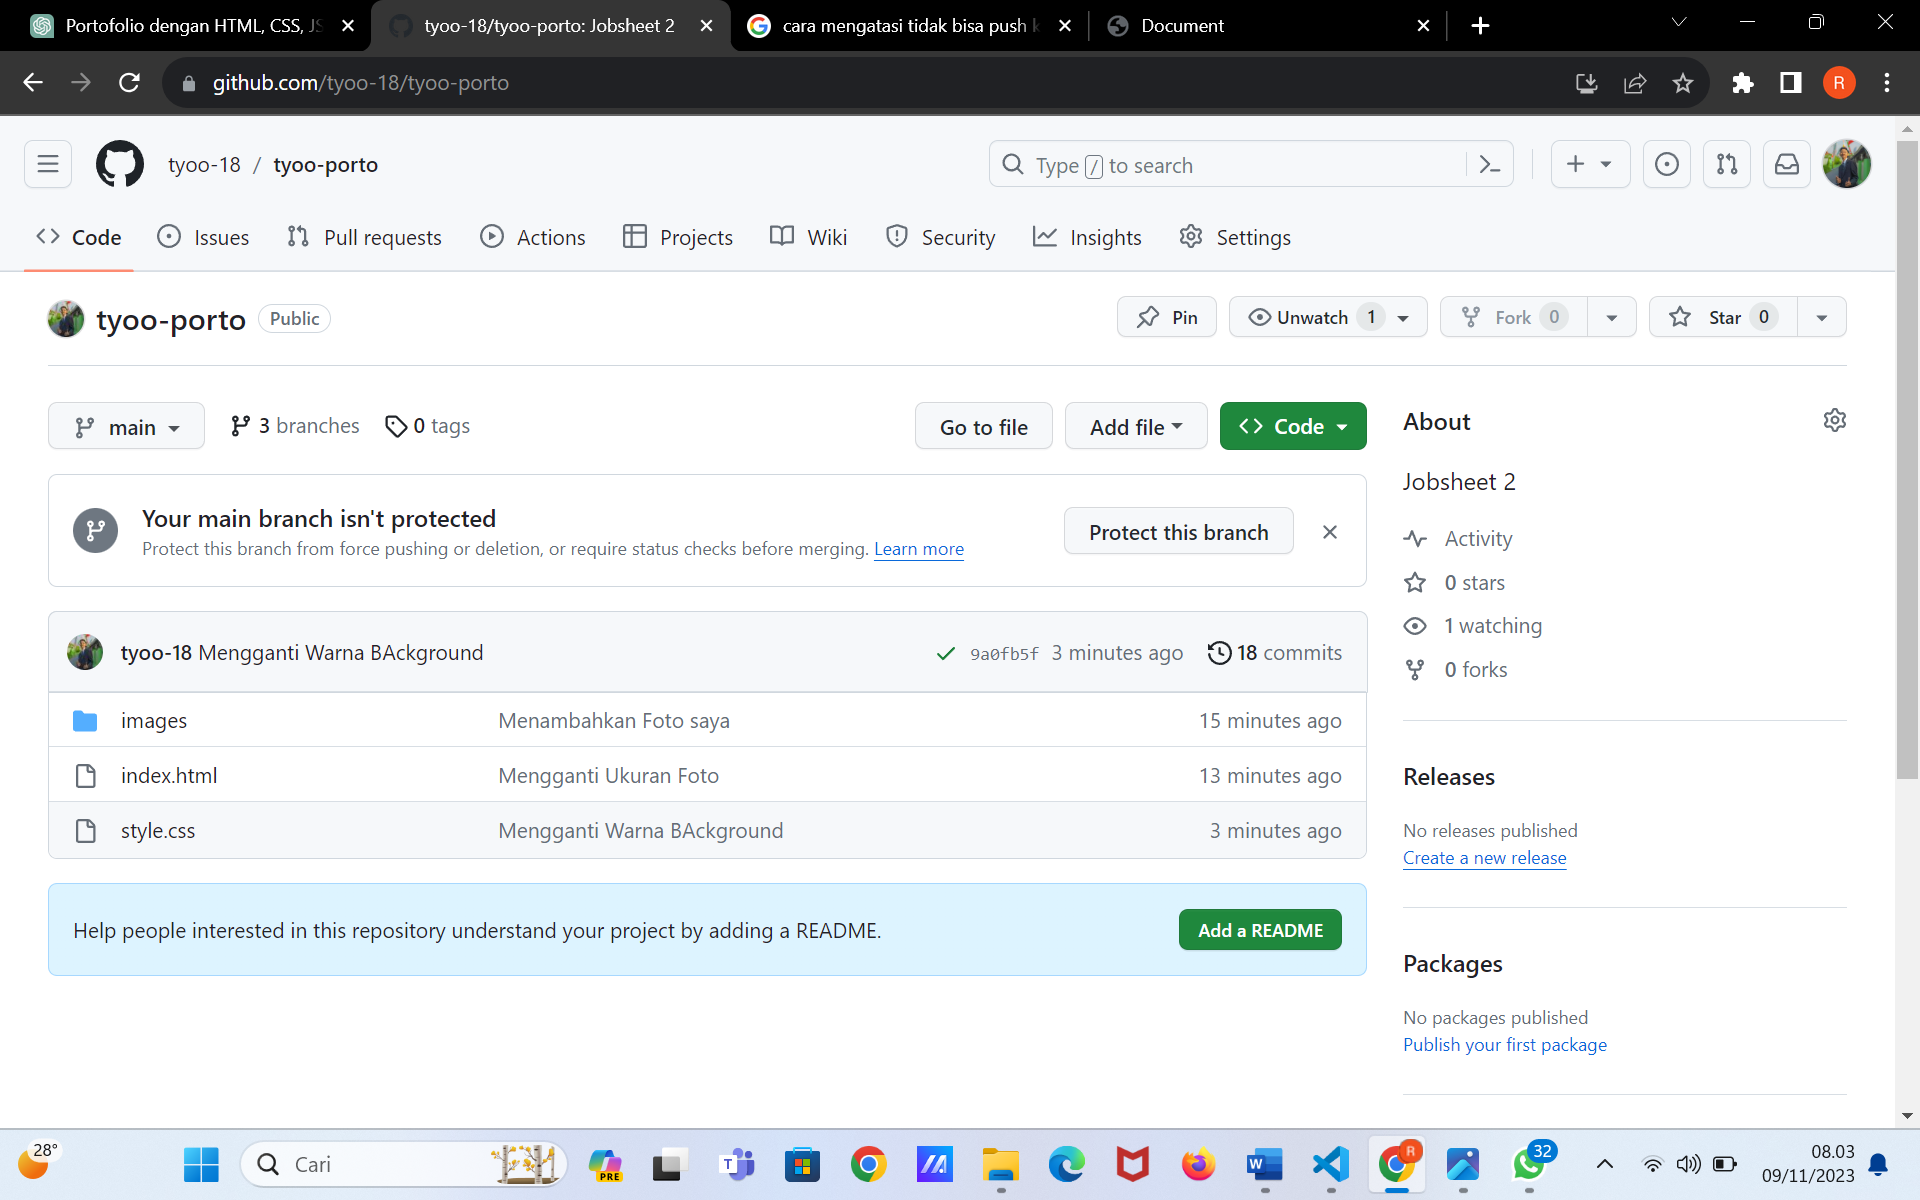 Portofolio dengan HTML, CSS, JS
tyoo-18/tyoo-porto: Jobsheet 2
cara mengatasi tidak bisa push k
Document
github.com/tyoo-18/tyoo-porto
R
tyoo-18 / tyoo-porto
Type / to search
Code
Issues
Pull requests
Actions
Projects
Wiki
Security
Insights
Settings
tyoo-porto
Public
Pin
Unwatch 1
Fork 0
Star 0
main
3 branches
0 tags
Go to file
Add file
Code
About
Jobsheet 2
Your main branch isn't protected
Protect this branch from force pushing or deletion, or require status checks before merging. Learn more
Protect this branch
Activity
0 stars
1 watching
0 forks
tyoo-18 Mengganti Warna BAckground
9a0fb5f 3 minutes ago
18 commits
images
Menambahkan Foto saya
15 minutes ago
index.html
Mengganti Ukuran Foto
13 minutes ago
style.css
Mengganti Warna BAckground
3 minutes ago
Releases
No releases published
Create a new release
Help people interested in this repository understand your project by adding a README.
Add a README
Packages
No packages published
Publish your first package
28°
Cari
PRE
R
32
08.03
09/11/2023